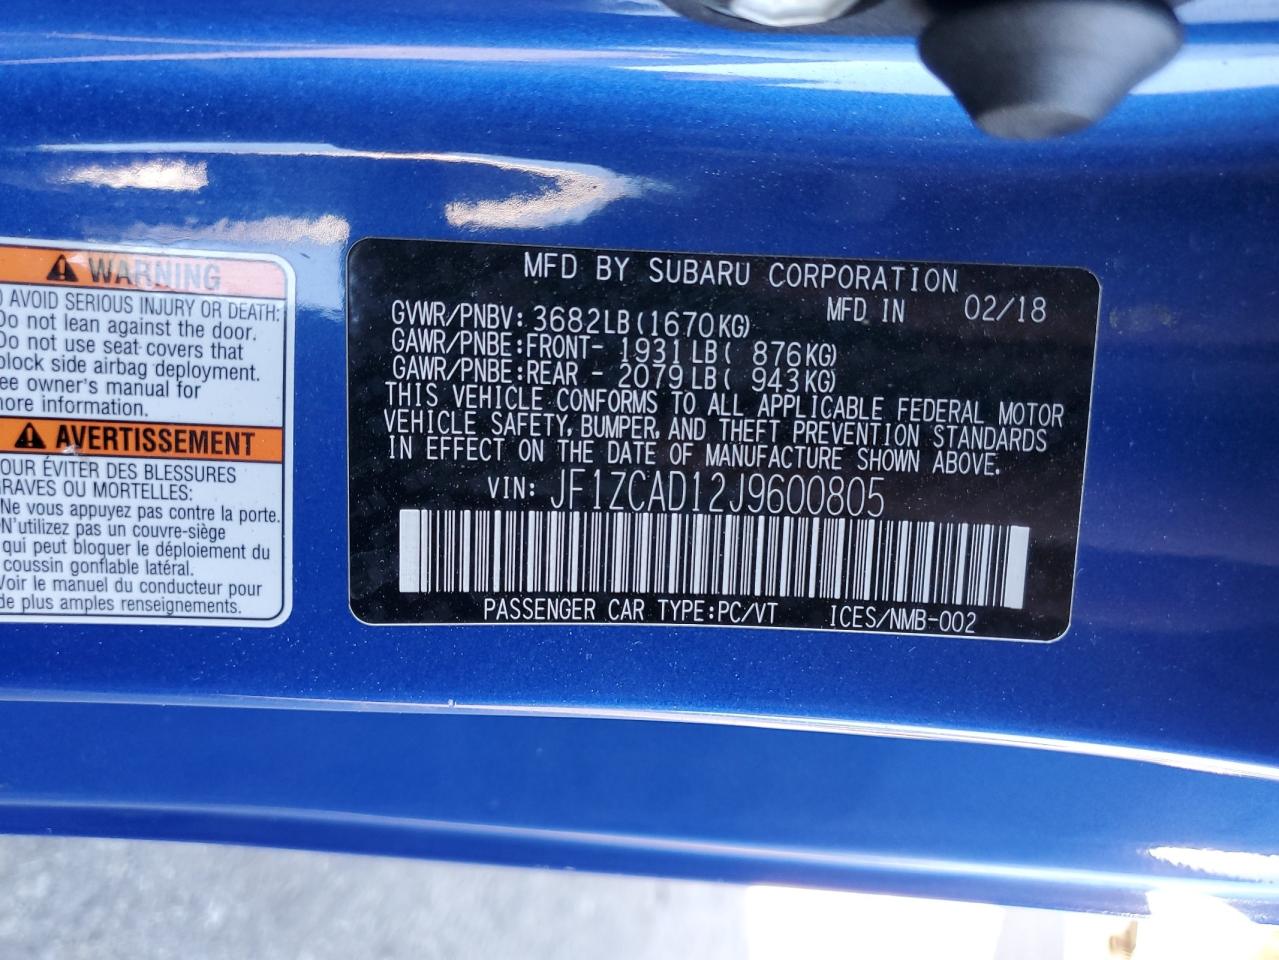 WARNING
O AVOID SERIOUS INJURY OR DEATH:
Do not lean against the door.
Do not use seat covers that
block side airbag deployment.
ee owner's manual for
ore information.
AVERTISSEMENT
OUR ÉVITER DES BLESSURES
RAVES OU MORTELLES:
Ne vous appuyez pas contre la porte.
N'utilizez pas un couvre-siège
qui peut bloquer le déploiement du
coussin gonflable latéral.
Voir le manuel du conducteur pour
de plus amples renseignements.
MFD BY SUBARU CORPORATION
MFD IN 02/18
GVWR/PNBV: 3682LB(1670KG)
GAWR/PNBE:FRONT- 1931LB( 876KG)
GAWR/PNBE:REAR - 2079LB( 943KG)
THIS VEHICLE CONFORMS TO ALL APPLICABLE FEDERAL MOTOR
VEHICLE SAFETY, BUMPER, AND THEFT PREVENTION STANDARDS
IN EFFECT ON THE DATE OF MANUFACTURE SHOWN ABOVE.
VIN: JF1ZCAD12J9600805
PASSENGER CAR TYPE:PC/VT ICES/NMB-002